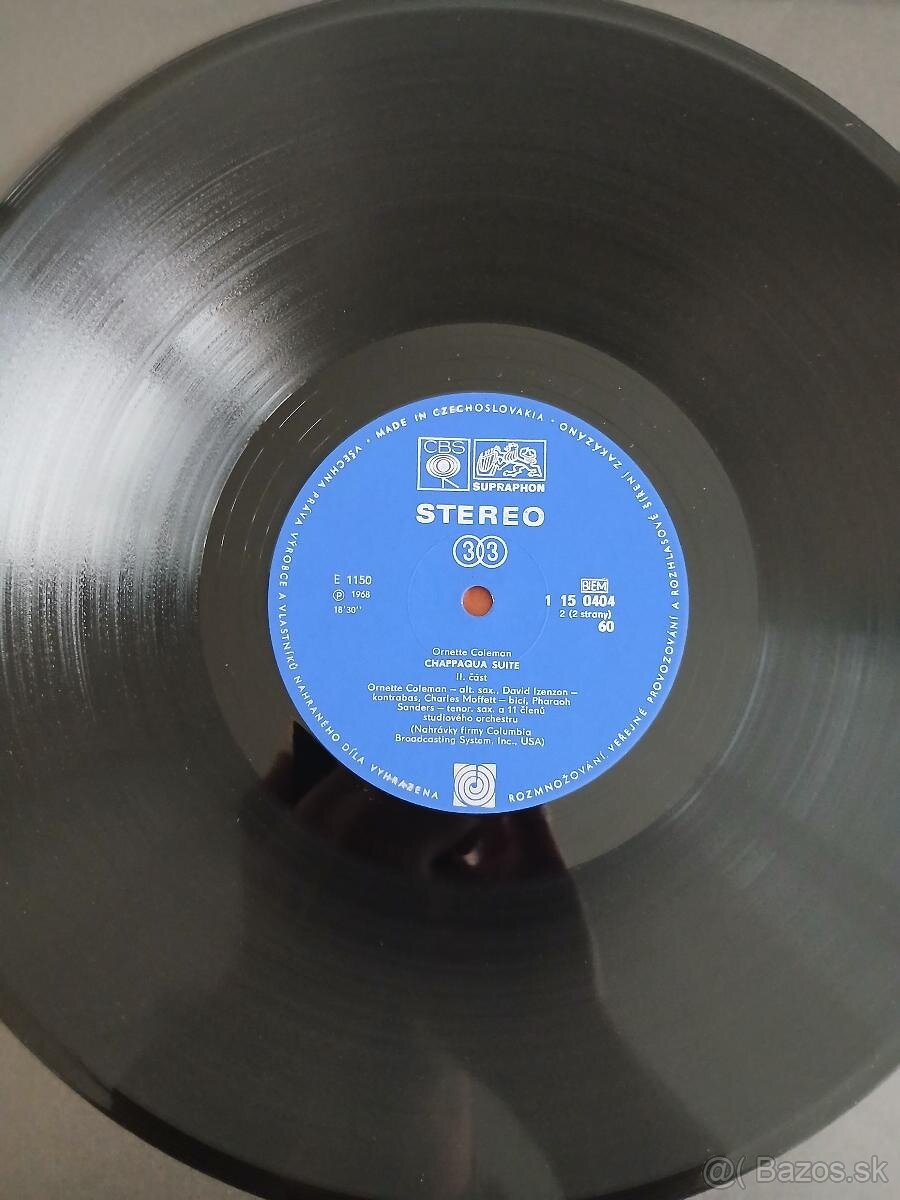 VŠECHNA PRÁVA VÝROBCE A VLASTNÍKŮ NAHRANÉHO DÍLA VYHRAZENA
• MADE IN CZECHOSLOVAKIA •
ROZMNOŽOVÁNÍ VEŘEJNÉ PROVOZOVÁNÍ A ROZHLASOVÉ ŠÍŘENÍ ZAKÁZÁNO
CBS
SUPRAPHON
STEREO
33
E 1150
Ⓟ 1968
18'30''
BIEM
1 15 0404
2 (2 strany)
60
Ornette Coleman
CHAPPAQUA SUITE
II. část
Ornette Coleman – alt. sax., David Izenzon –
kontrabas, Charles Moffett – bicí, Pharaoh
Sanders – tenor. sax. a 11 členů
studiového orchestru
(Nahrávky firmy Columbia
Broadcasting System, Inc., USA)
@( Bazos.sk